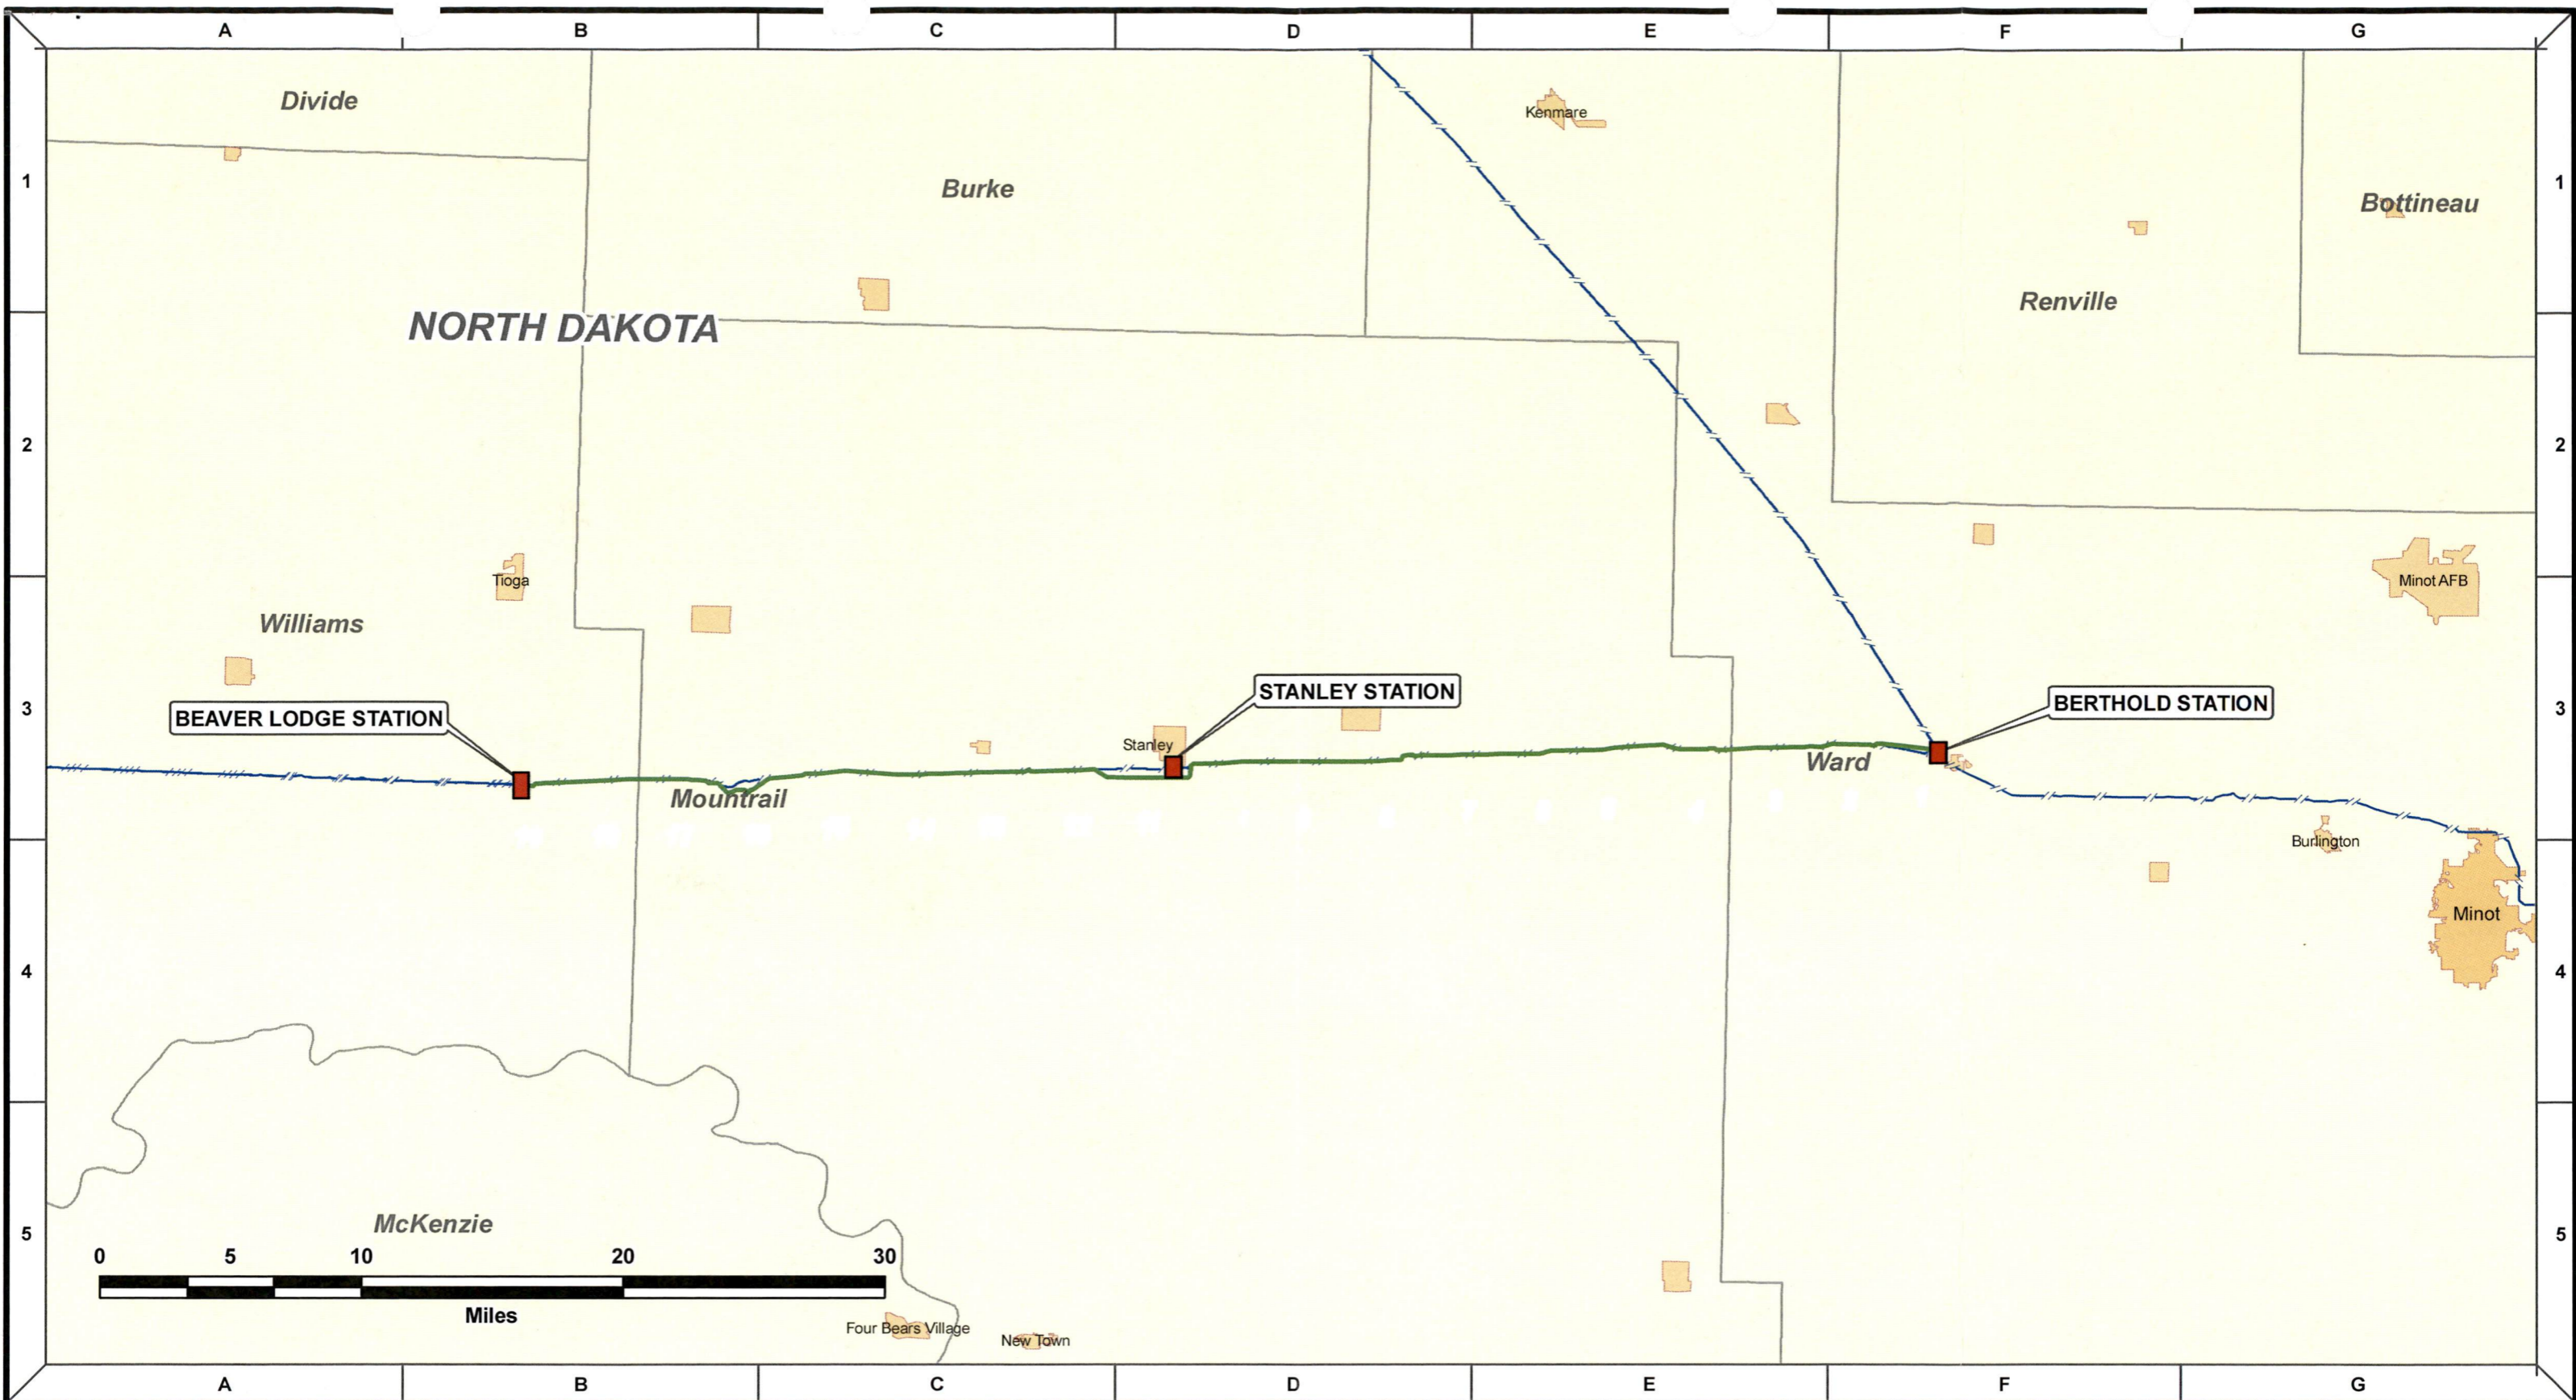 A B C D E F G
Divide
Kenmare
1 1
Burke
Bottineau
Renville
NORTH DAKOTA
2 2
Tioga
Minot AFB
Williams
STANLEY STATION
BERTHOLD STATION
3 3
BEAVER LODGE STATION
Stanley
Ward
Mountrail
Burlington
Minot
4 4
McKenzie
5 5
0 5 10 20 30
Miles
Four Bears Village
New Town
A B C D E F G